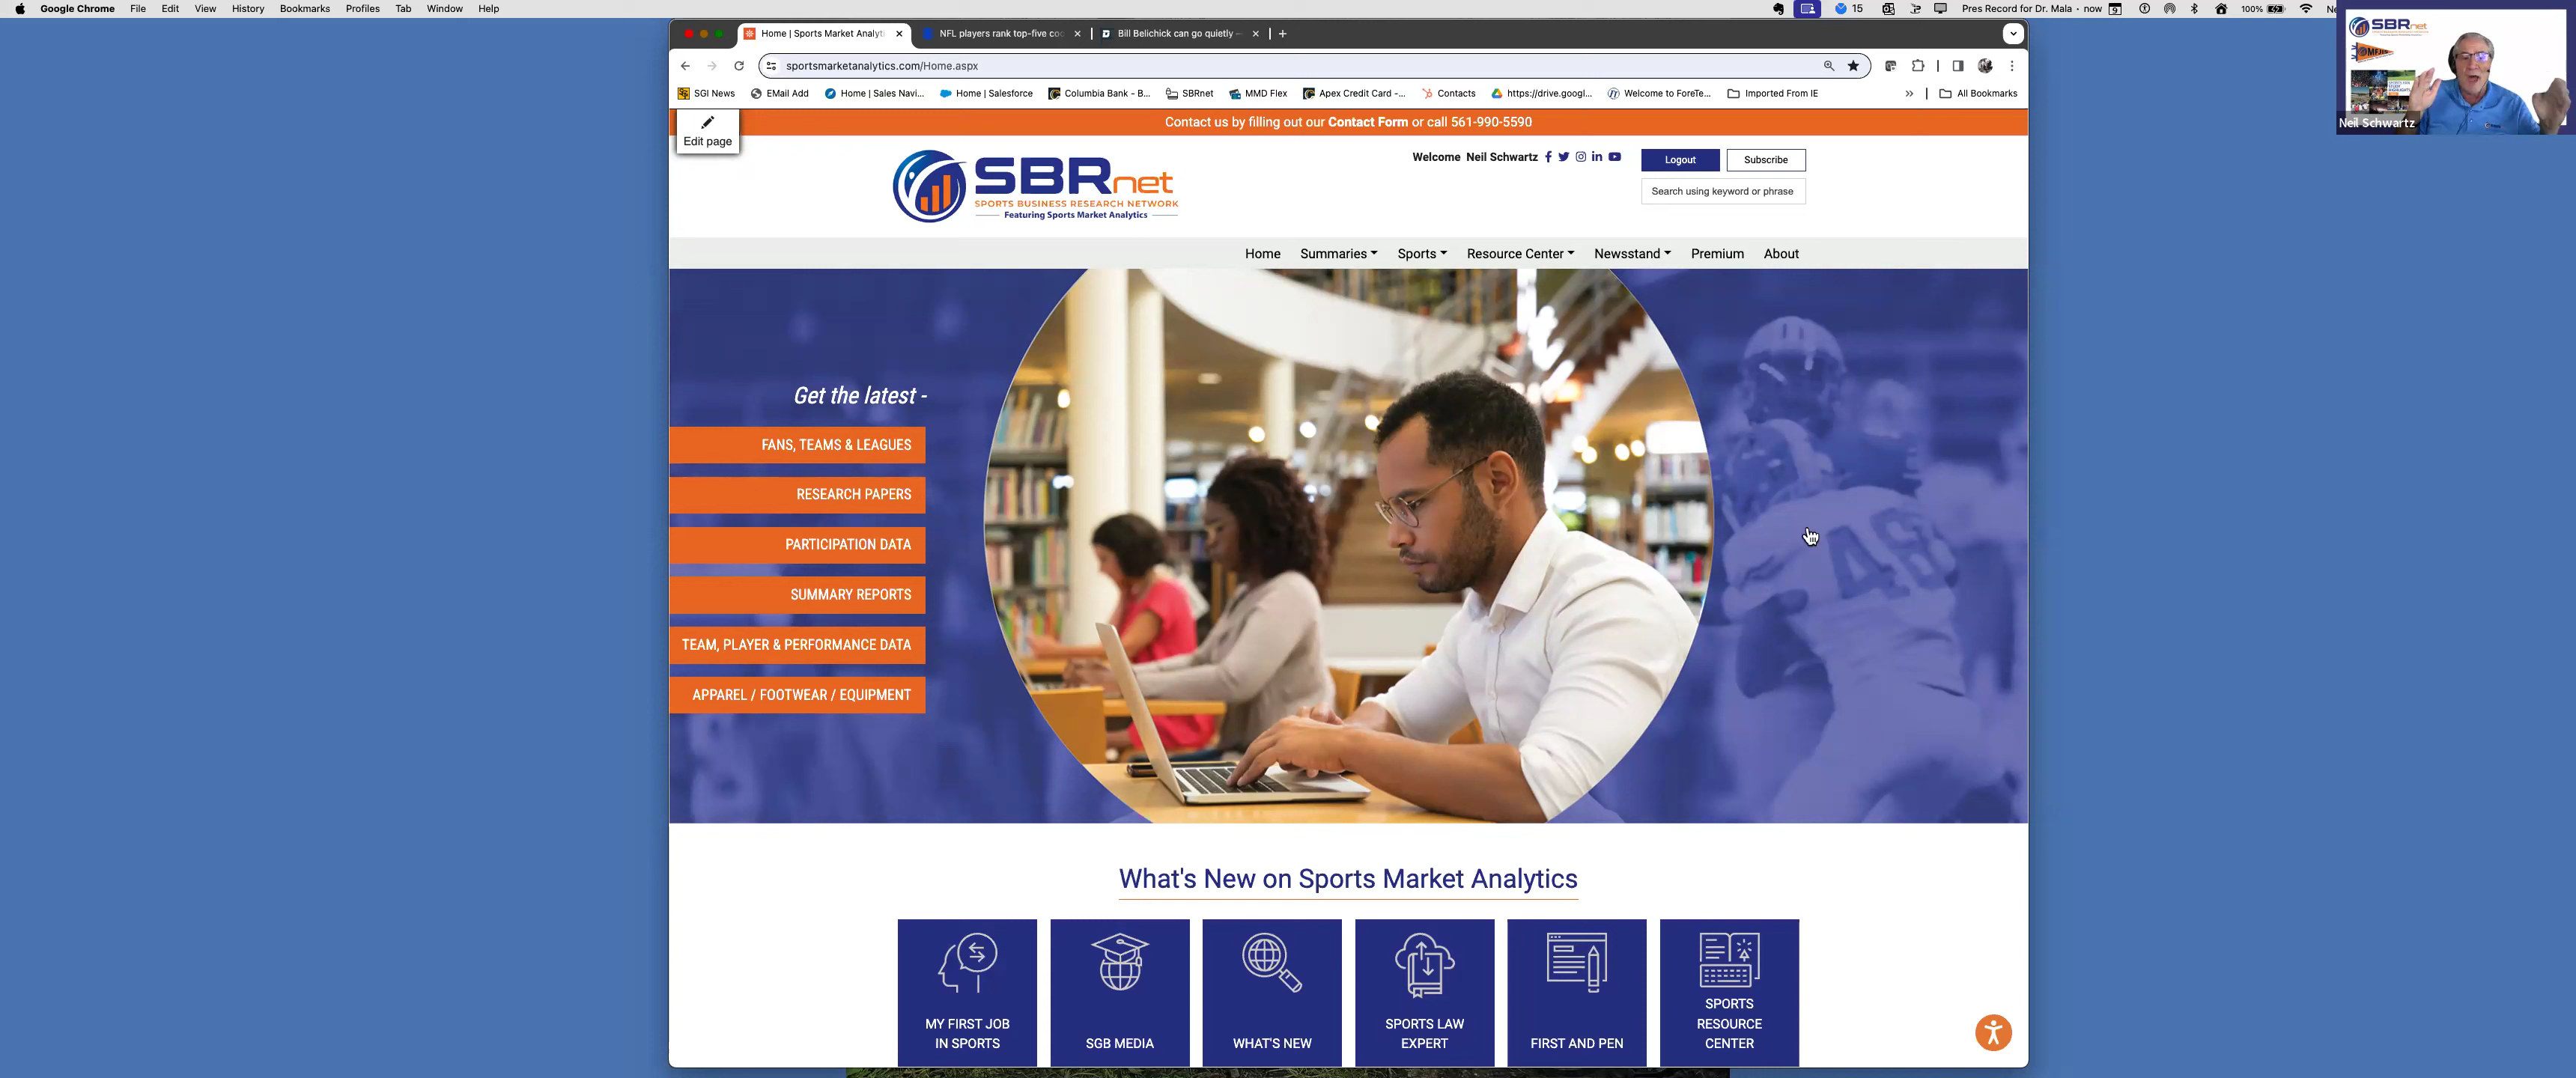 Google Chrome File Edit View History Bookmarks Profiles Tab Window Help
15
Pres Record for Dr. Mala • now
9
100%
Home | Sports Market Analyti
NFL players rank top-five coa
Bill Belichick can go quietly –
sportsmarketanalytics.com/Home.aspx
SGI News
EMail Add
Home | Sales Navi...
Home | Salesforce
Columbia Bank - B...
SBRnet
MMD Flex
Apex Credit Card -...
Contacts
https://drive.googl...
Welcome to ForeTe...
Imported From IE
All Bookmarks
SBRnet
Neil Schwartz
Edit page
Contact us by filling out our Contact Form or call 561-990-5590
SBRnet
SPORTS BUSINESS RESEARCH NETWORK
Featuring Sports Market Analytics
Welcome Neil Schwartz
Logout
Subscribe
Search using keyword or phrase
Home Summaries Sports Resource Center Newsstand Premium About
Get the latest -
FANS, TEAMS & LEAGUES
RESEARCH PAPERS
PARTICIPATION DATA
SUMMARY REPORTS
TEAM, PLAYER & PERFORMANCE DATA
APPAREL / FOOTWEAR / EQUIPMENT
What's New on Sports Market Analytics
MY FIRST JOB
IN SPORTS
SGB MEDIA
WHAT'S NEW
SPORTS LAW
EXPERT
FIRST AND PEN
SPORTS
RESOURCE
CENTER